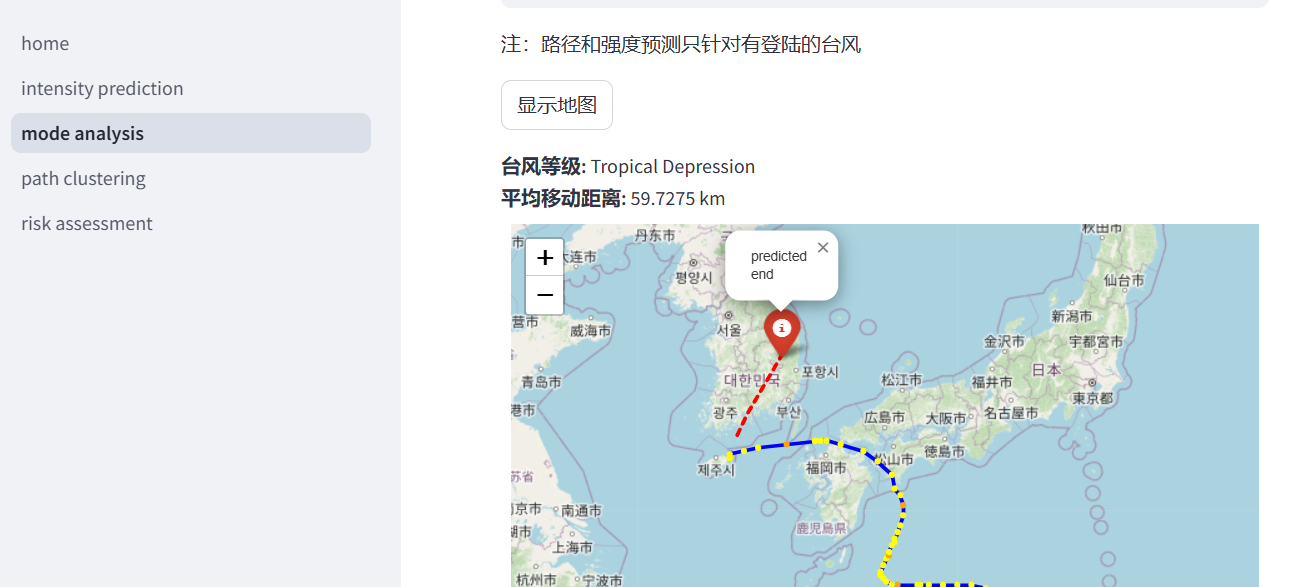 home
intensity prediction
mode analysis
path clustering
risk assessment
注：路径和强度预测只针对有登陆的台风
显示地图
台风等级: Tropical Depression
平均移动距离: 59.7275 km
+
−
predicted
end
×
i
丹东市
秋田市
大连市
평양시
仙台市
서울
新潟市
威海市
营市
金沢市
宇都宮市
포항시
日本
대한민국
青岛市
松江市
福井市
東京都
港市
광주
부산
広島市
大阪市
名古屋市
松山市
徳島市
제주시
福岡市
苏省
京市
南通市
鹿児島県
湖市
上海市
杭州市
宁波市